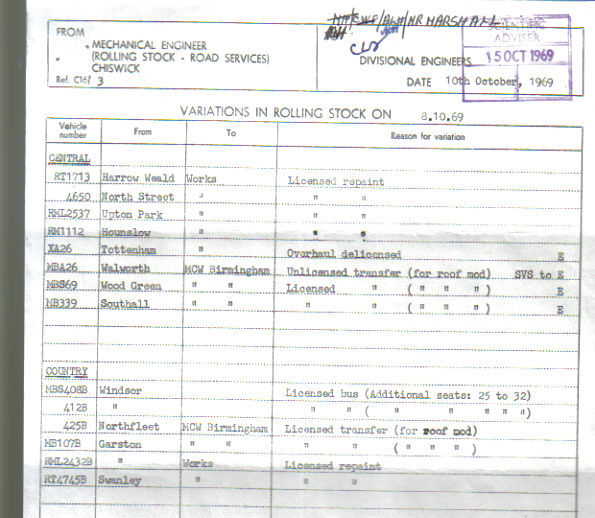 MR MARSHALL
SCIENTIFIC
ADVISER
15 OCT 1969
FROM
MECHANICAL ENGINEER
(ROLLING STOCK - ROAD SERVICES)
CHISWICK
Ref. C16/ 3
DIVISIONAL ENGINEERS
DATE 10th October, 1969
VARIATIONS IN ROLLING STOCK ON 8.10.69
Vehicle number From To Reason for variation
CENTRAL
RT1713 Harrow Weald Works Licensed repaint
4650 North Street " " "
RML2537 Upton Park " " "
RM1112 Hounslow " " "
XA26 Tottenham " Overhaul delicensed E
MBA26 Walworth MCW Birmingham Unlicensed transfer (for roof mod) SVS to E
MBS69 Wood Green " " Licensed " ( " " " ) E
MB339 Southall " " " " ( " " " ) E
COUNTRY
MBS408B Windsor Licensed bus (Additional seats: 25 to 32)
412B " " " ( " " " " ")
425B Northfleet MCW Birmingham Licensed transfer (for roof mod)
MB107B Garston " " " " ( " " " )
RML2432B " Works Licensed repaint
RT4745B Swanley " " "